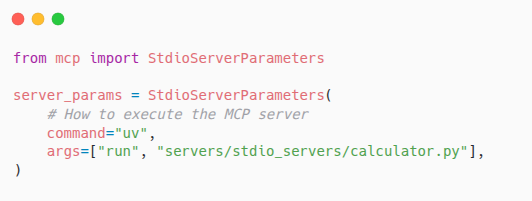 from mcp import StdioServerParameters

server_params = StdioServerParameters(
    # How to execute the MCP server
    command="uv",
    args=["run", "servers/stdio_servers/calculator.py"],
)